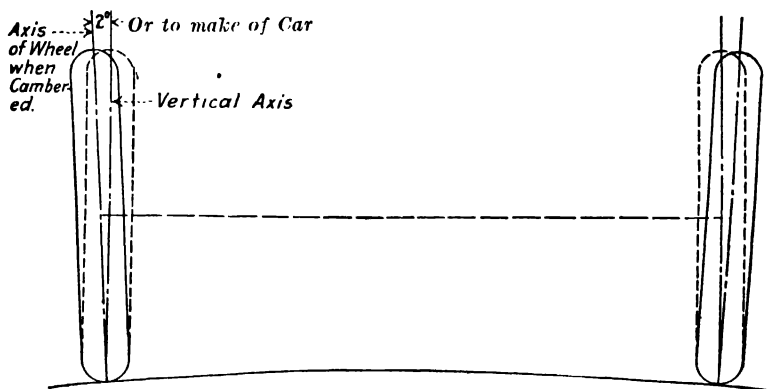 2° Or to make of Car
Axis
of Wheel
when
Camber-
ed.
Vertical Axis